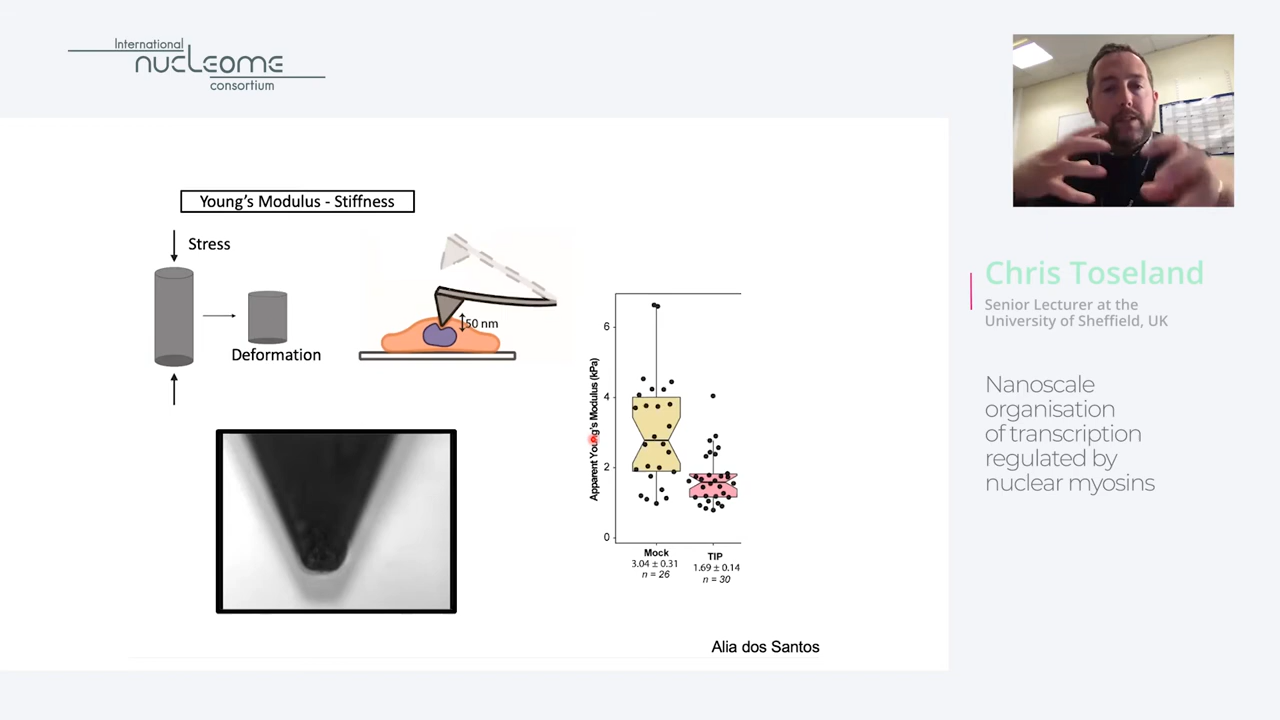 International
nucleome
consortium
Young's Modulus - Stiffness
Stress
Deformation
50 nm
Apparent Young's Modulus (kPa)
6
4
2
0
Mock
3.04 ± 0.31
n = 26
TIP
1.69 ± 0.14
n = 30
Alia dos Santos
Chris Toseland
Senior Lecturer at the
University of Sheffield, UK
Nanoscale
organisation
of transcription
regulated by
nuclear myosins